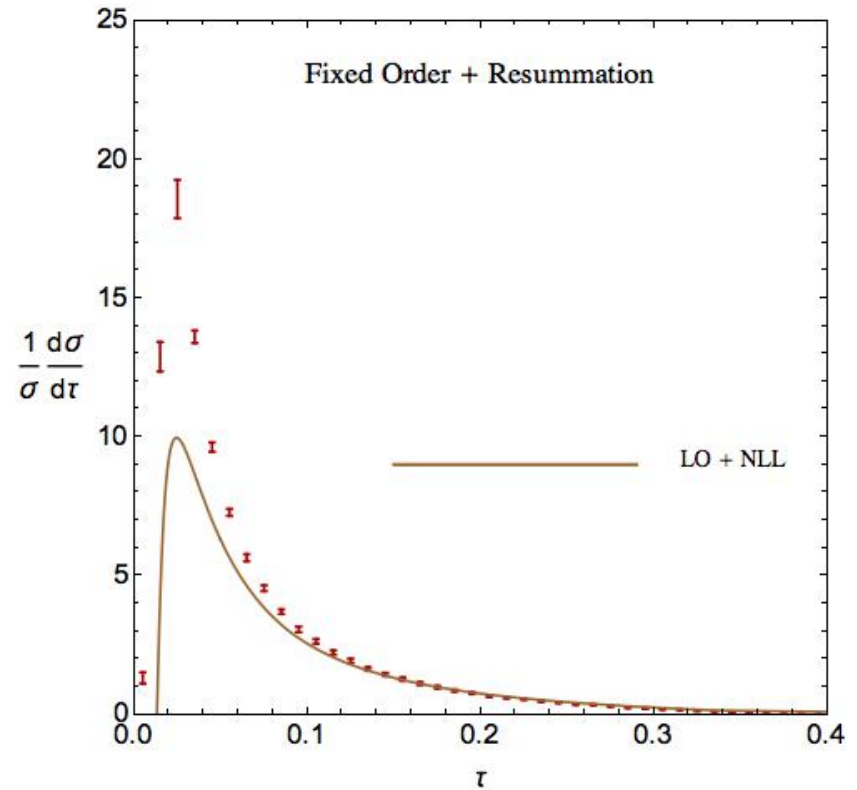 25
Fixed Order + Resummation
20
15
1 dσ
σ dτ
10
LO + NLL
5
0
0.0 0.1 0.2 0.3 0.4
τ